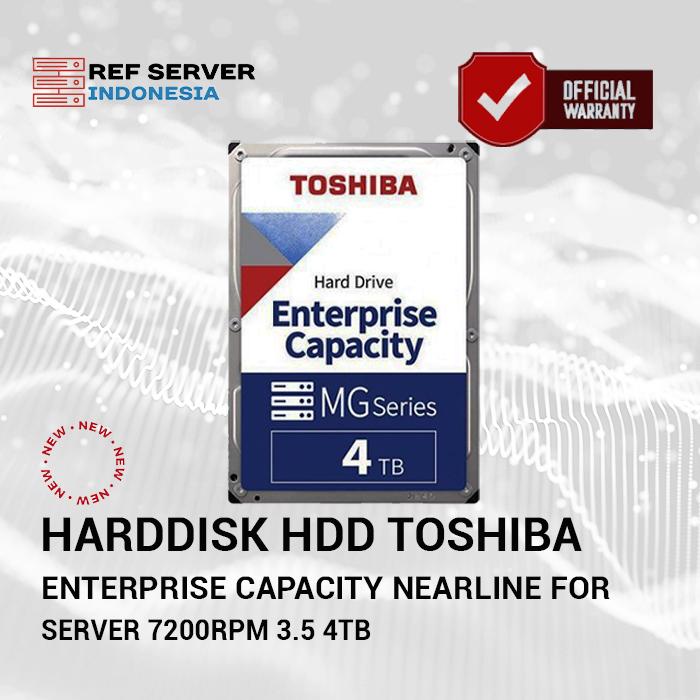 REF SERVER
INDONESIA
OFFICIAL
WARRANTY
TOSHIBA
Hard Drive
Enterprise
Capacity
MG Series
4 TB
NEW • NEW • NEW • NEW • NEW •
HARDDISK HDD TOSHIBA
ENTERPRISE CAPACITY NEARLINE FOR
SERVER 7200RPM 3.5 4TB